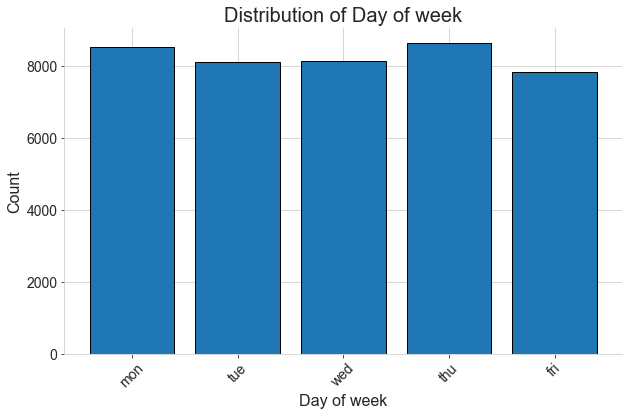 Distribution of Day of week
8000
6000
4000
2000
0
Count
mon
tue
wed
thu
fri
Day of week